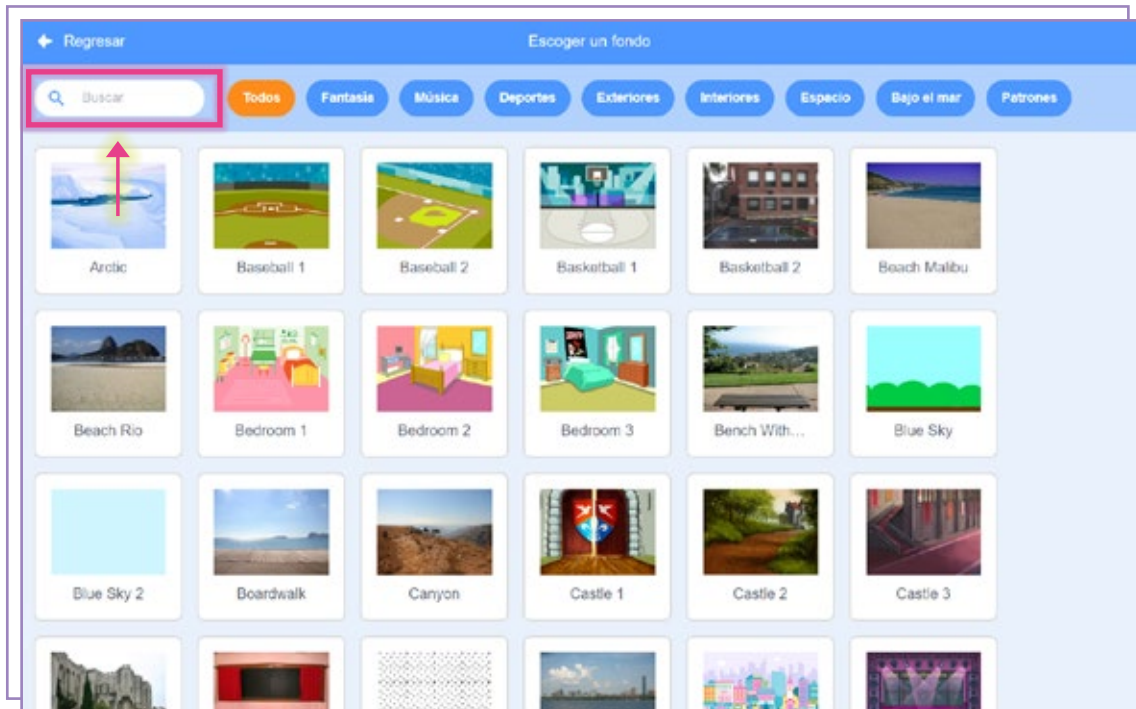 Regresar
Escoger un fondo
Buscar
Todos
Fantasía
Música
Deportes
Exteriores
Interiores
Espacio
Bajo el mar
Patrones
Arctic
Baseball 1
Baseball 2
Basketball 1
Basketball 2
Beach Malibu
Beach Rio
Bedroom 1
Bedroom 2
Bedroom 3
Bench With...
Blue Sky
Blue Sky 2
Boardwalk
Canyon
Castle 1
Castle 2
Castle 3